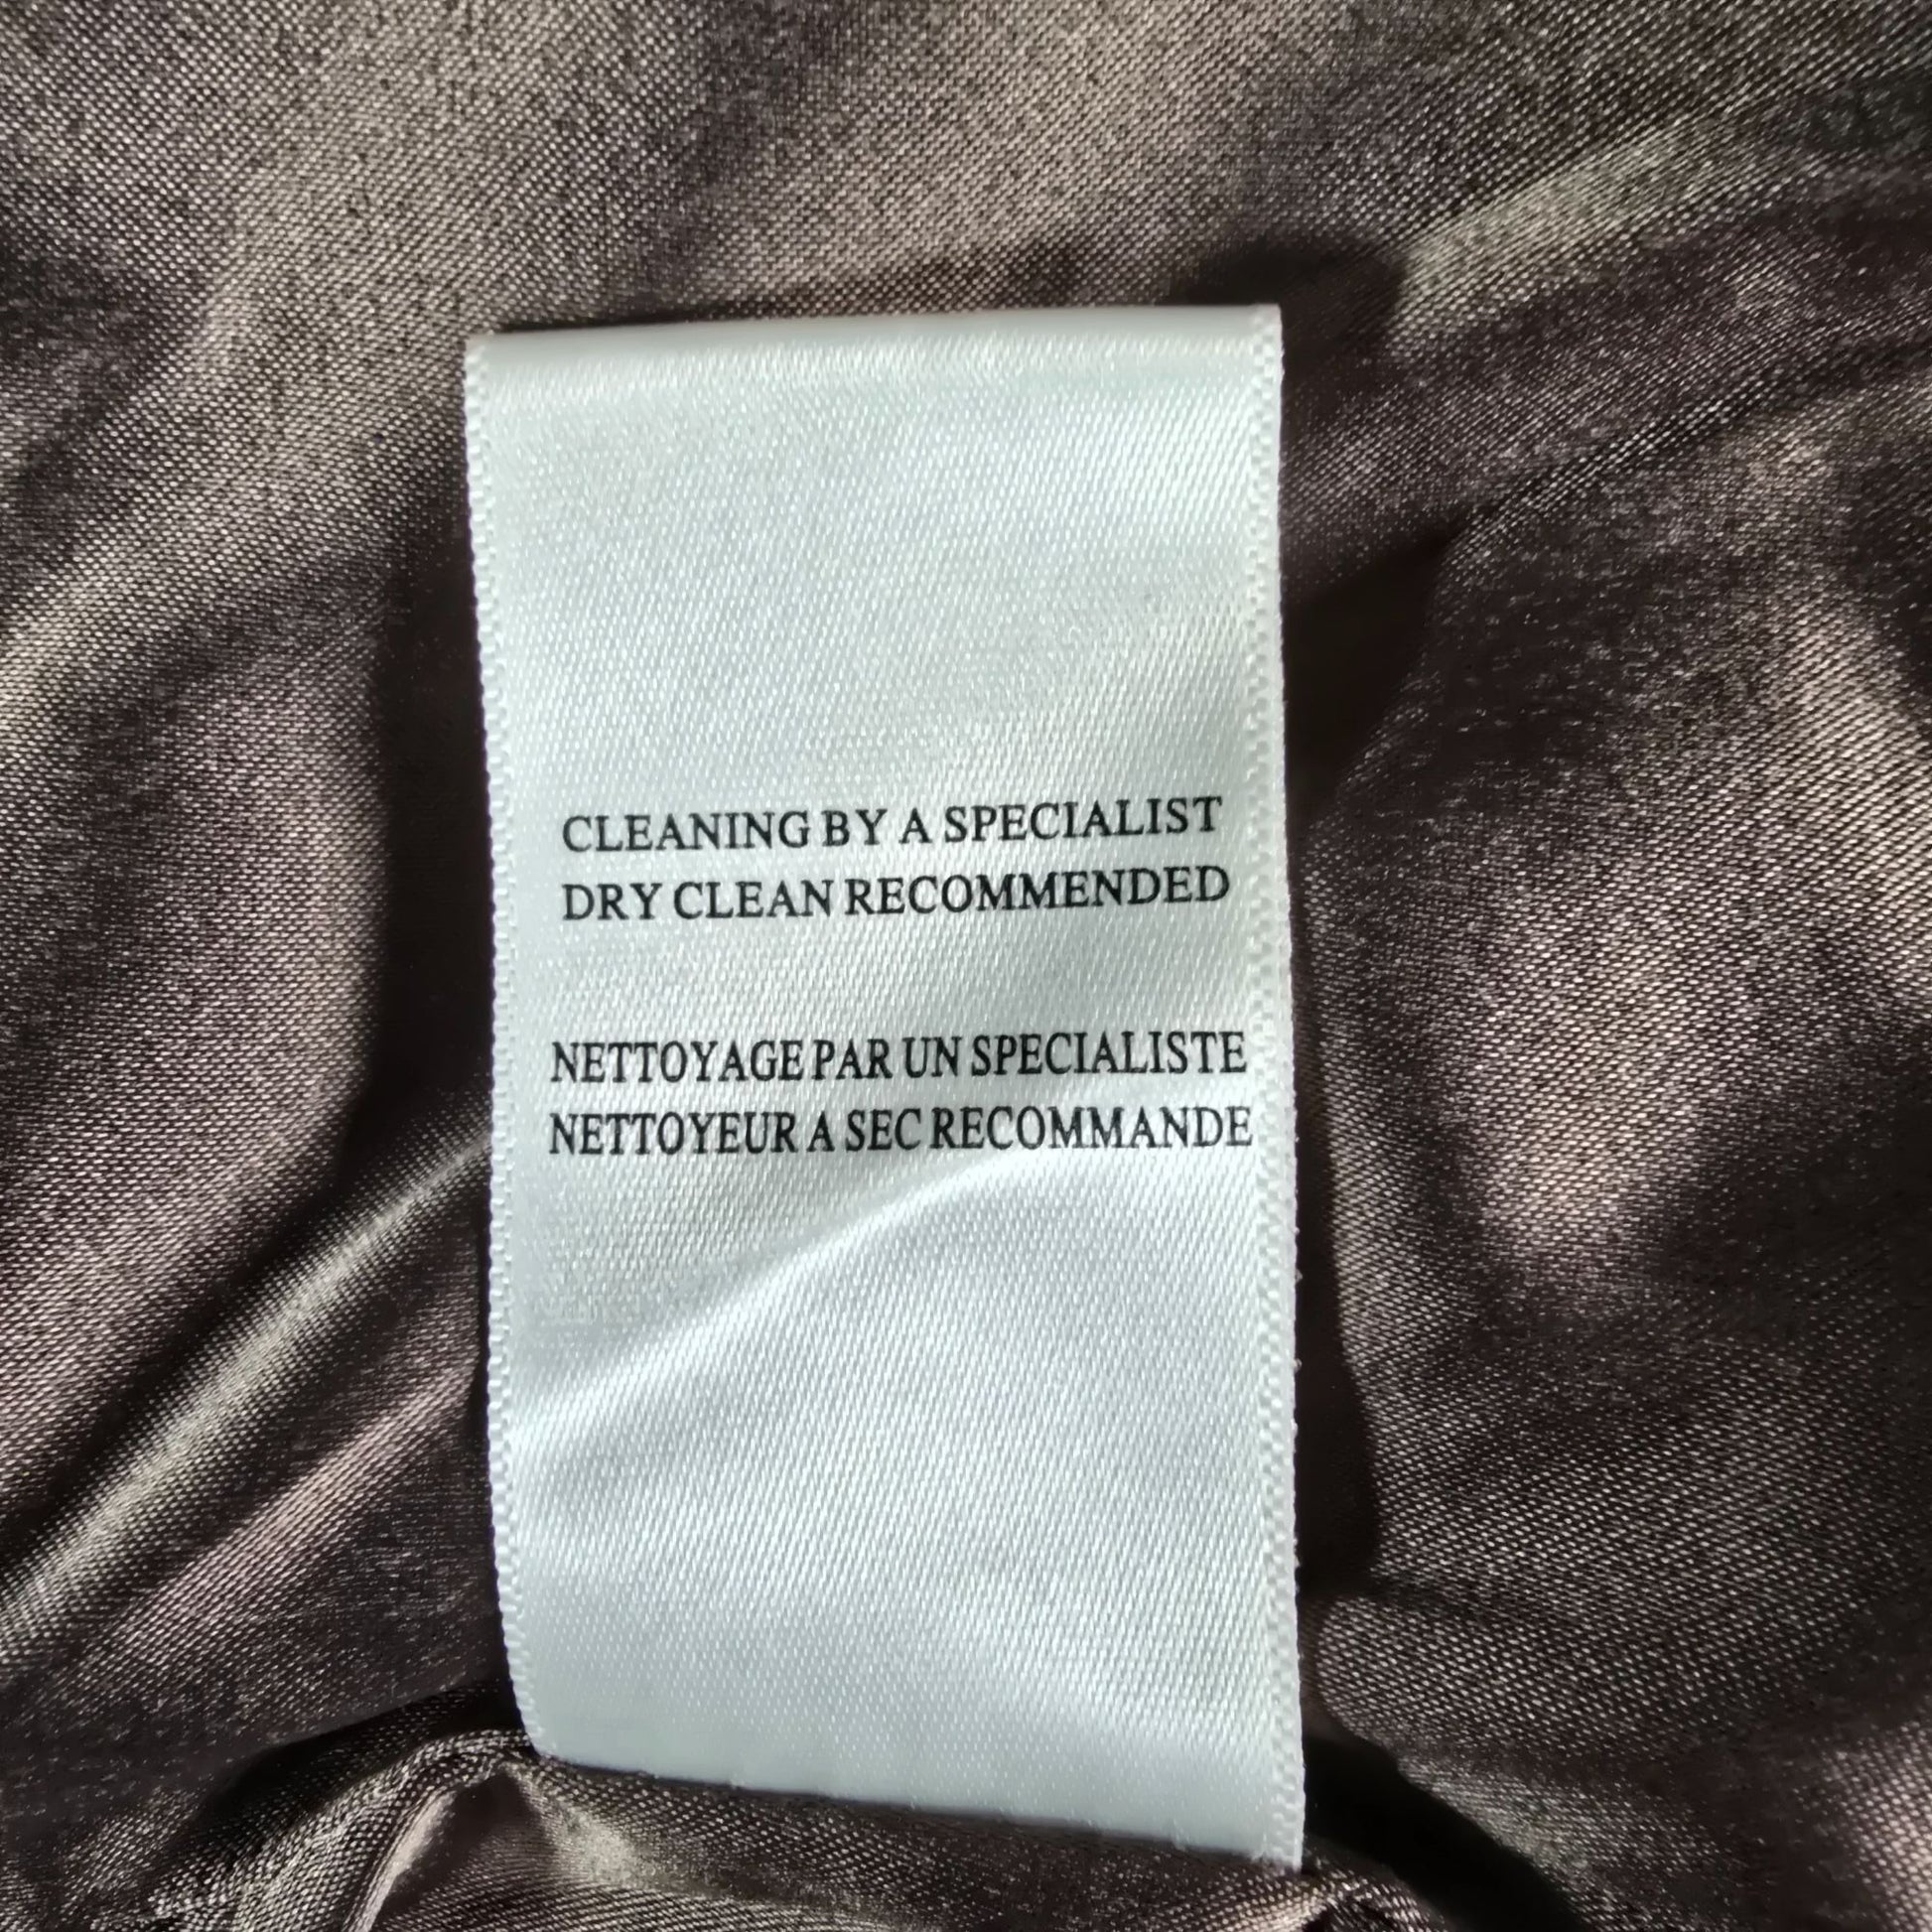 CLEANING BY A SPECIALIST
DRY CLEAN RECOMMENDED
NETTOYAGE PAR UN SPECIALISTE
NETTOYEUR A SEC RECOMMANDE